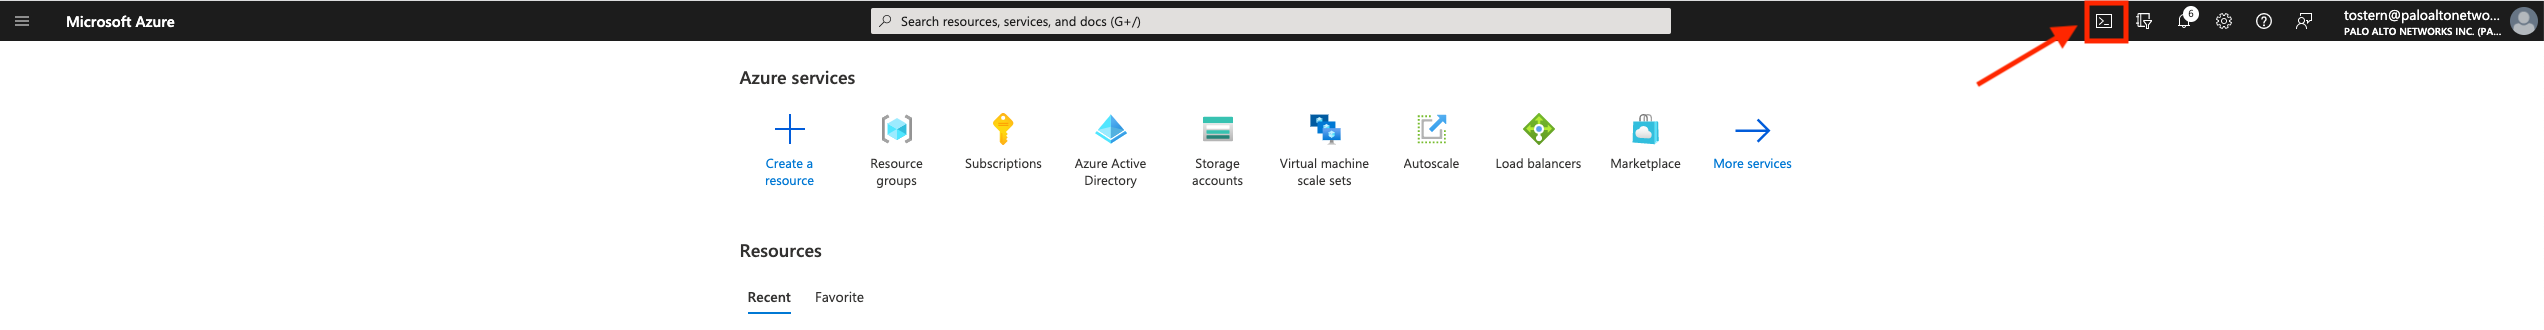 Microsoft Azure
Search resources, services, and docs (G+/)
6
tostern@paloaltonetwo...
PALO ALTO NETWORKS INC. (PA...
Azure services
Create a
resource
Resource
groups
Subscriptions
Azure Active
Directory
Storage
accounts
Virtual machine
scale sets
Autoscale
Load balancers
Marketplace
More services
Resources
Recent
Favorite